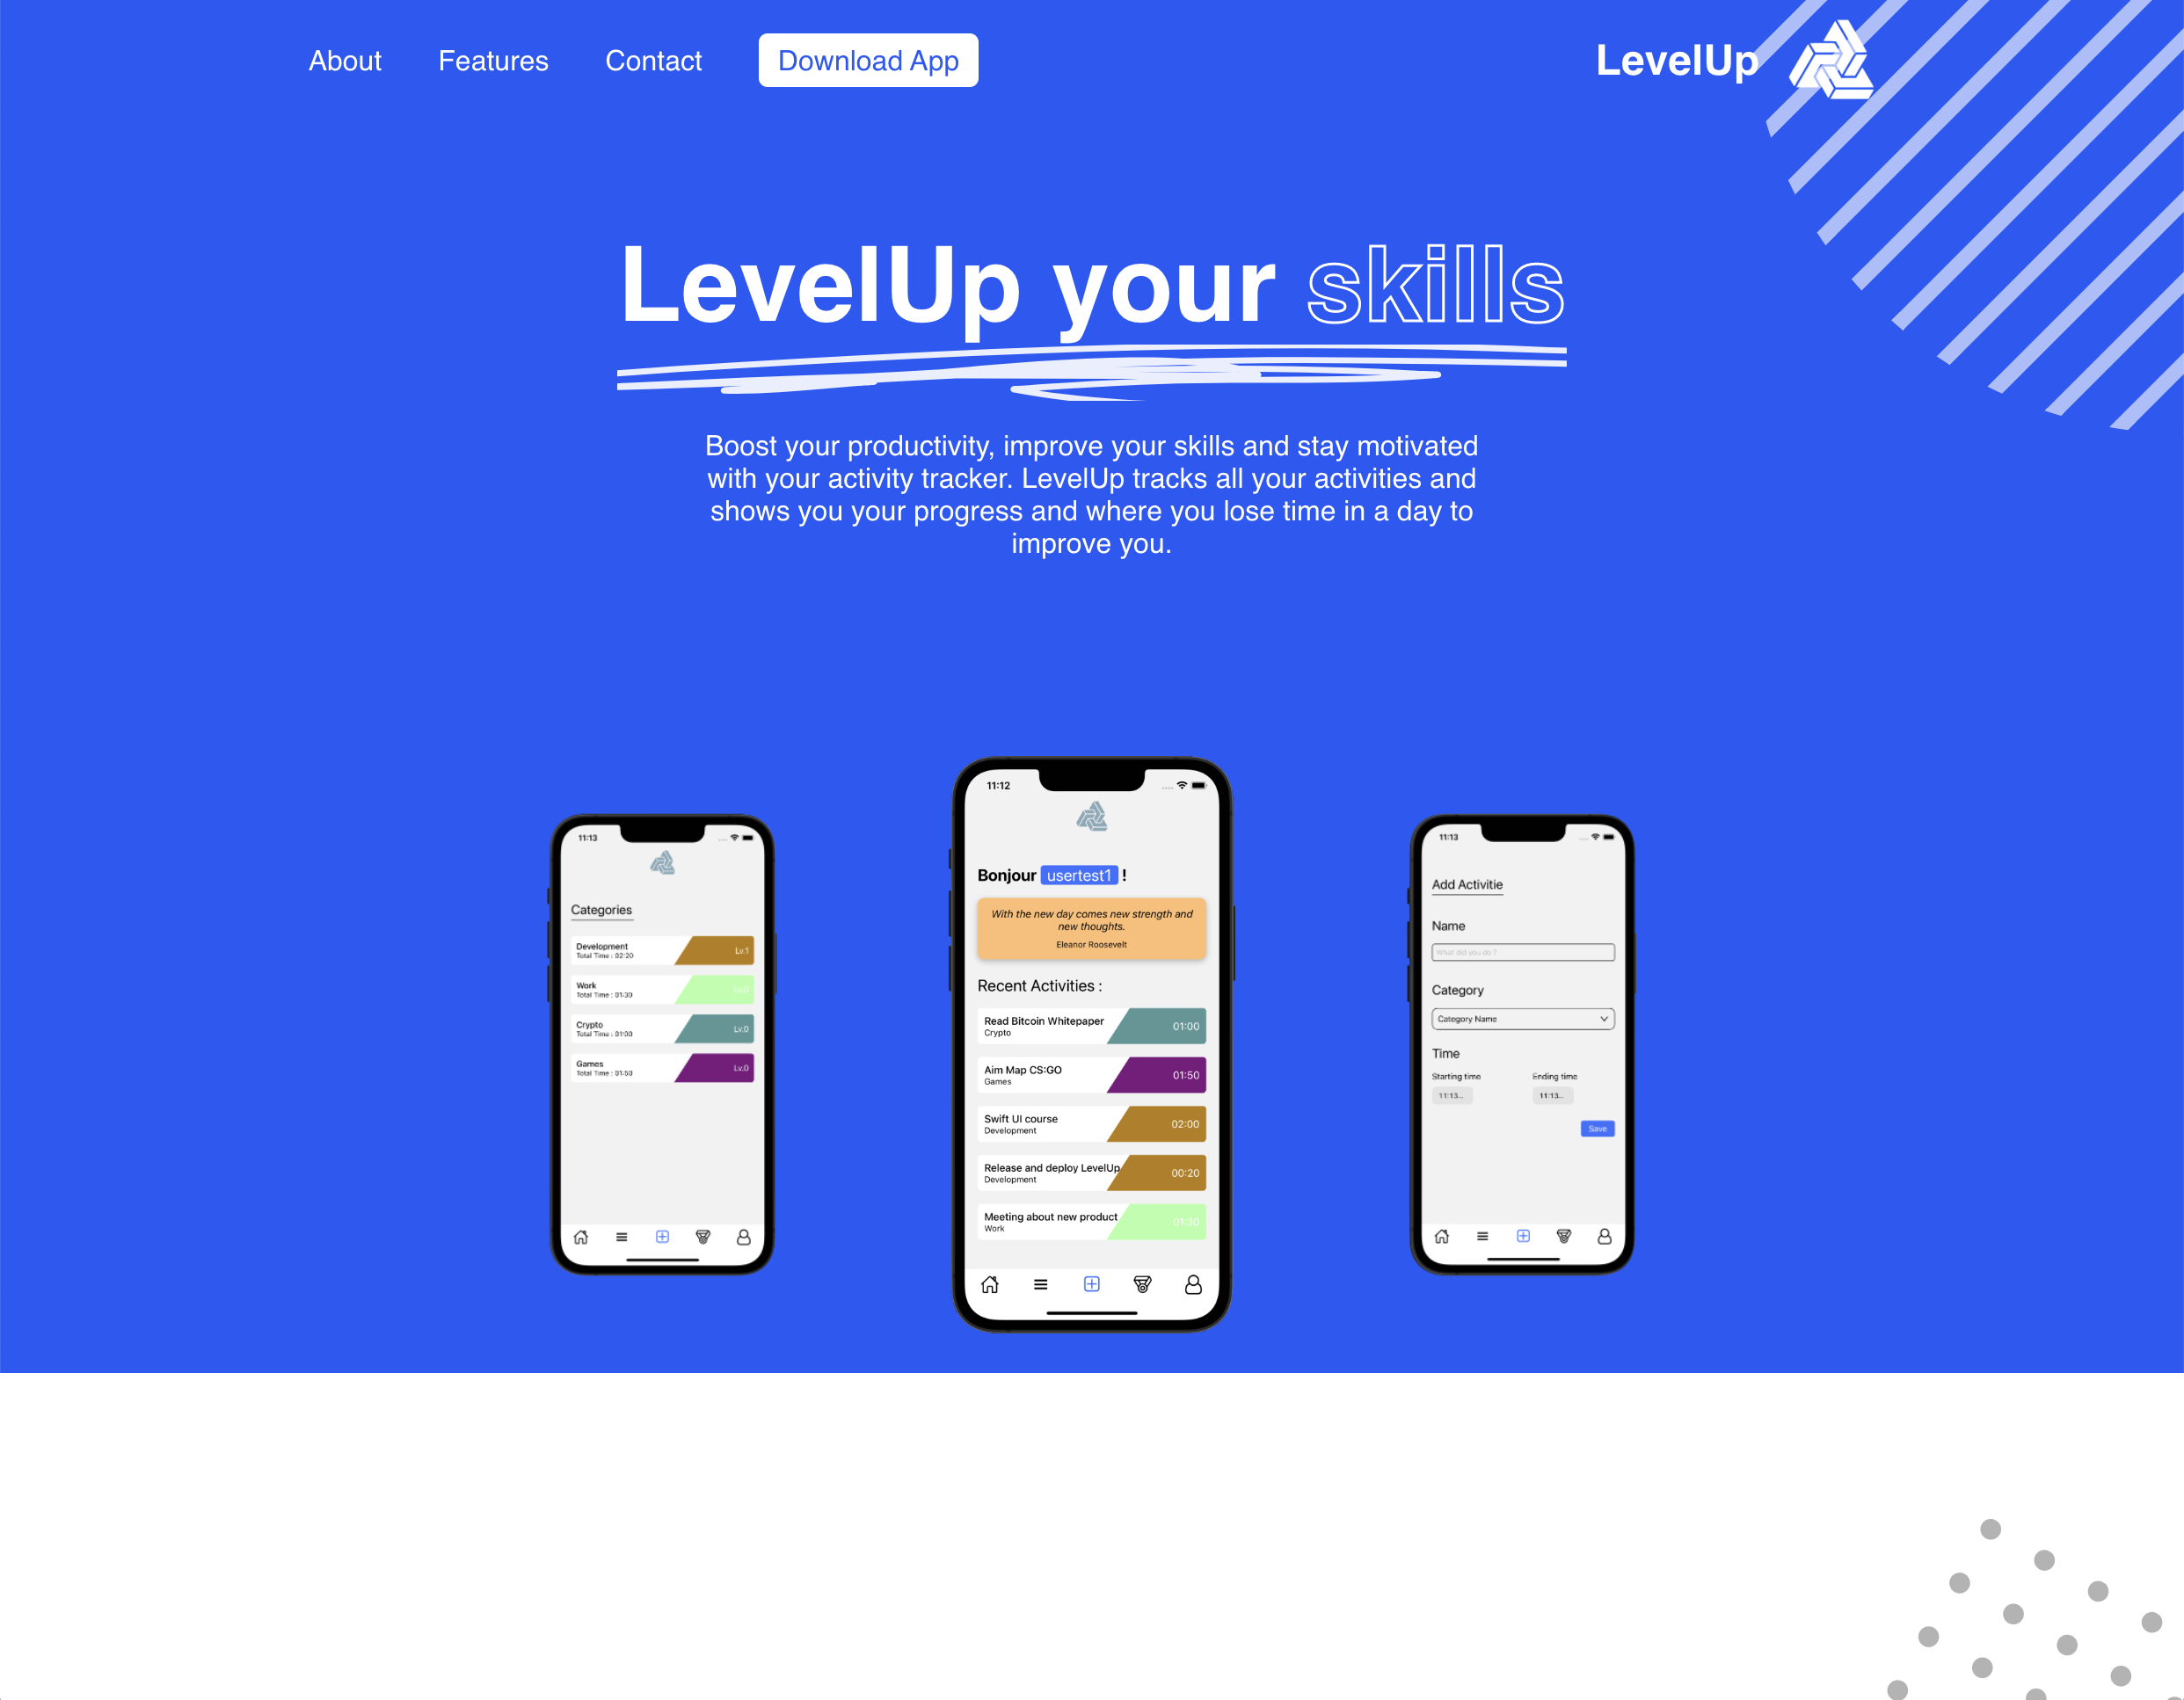 About
Features
Contact
Download App
LevelUp
LevelUp your skills
Boost your productivity, improve your skills and stay motivated
with your activity tracker. LevelUp tracks all your activities and
shows you your progress and where you lose time in a day to
improve you.
11:13
Categories
Development
Total Time : 02:20
Lv.1
Work
Total Time : 01:30
Lv.0
Crypto
Total Time : 01:00
Lv.0
Games
Total Time : 01:50
Lv.0
11:12
Bonjour usertest1 !
With the new day comes new strength and
new thoughts.
Eleanor Roosevelt
Recent Activities :
Read Bitcoin Whitepaper
Crypto
01:00
Aim Map CS:GO
Games
01:50
Swift UI course
Development
02:00
Release and deploy LevelUp
Development
00:20
Meeting about new product
Work
01:30
11:13
Add Activitie
Name
What did you do ?
Category
Category Name
Time
Starting time
Ending time
11:13...
11:13...
Save